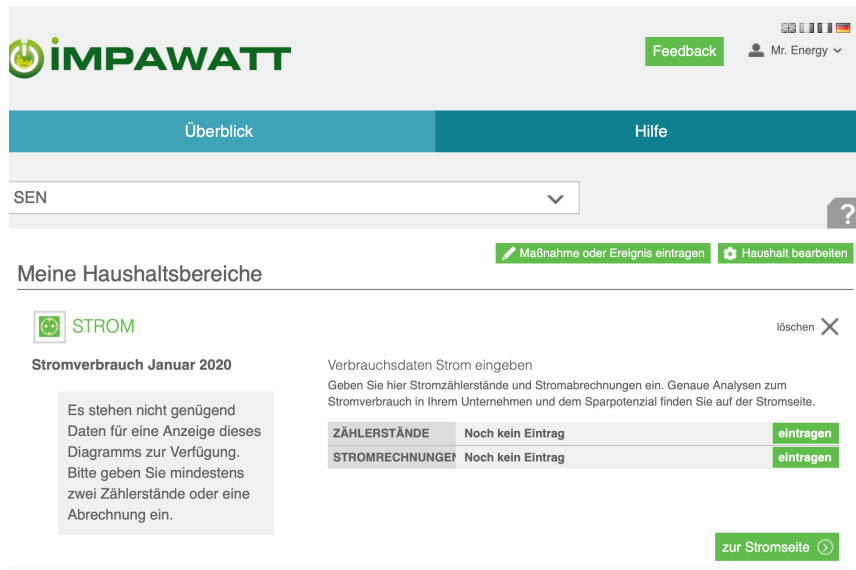 İMPAWATT
Feedback
Mr. Energy
Überblick
Hilfe
SEN
?
Maßnahme oder Ereignis eintragen
Haushalt bearbeiten
Meine Haushaltsbereiche
STROM
löschen
Stromverbrauch Januar 2020
Es stehen nicht genügend
Daten für eine Anzeige dieses
Diagramms zur Verfügung.
Bitte geben Sie mindestens
zwei Zählerstände oder eine
Abrechnung ein.
Verbrauchsdaten Strom eingeben
Geben Sie hier Stromzählerstände und Stromabrechnungen ein. Genaue Analysen zum
Stromverbrauch in Ihrem Unternehmen und dem Sparpotenzial finden Sie auf der Stromseite.
ZÄHLERSTÄNDE Noch kein Eintrag eintragen
STROMRECHNUNGEN Noch kein Eintrag eintragen
zur Stromseite